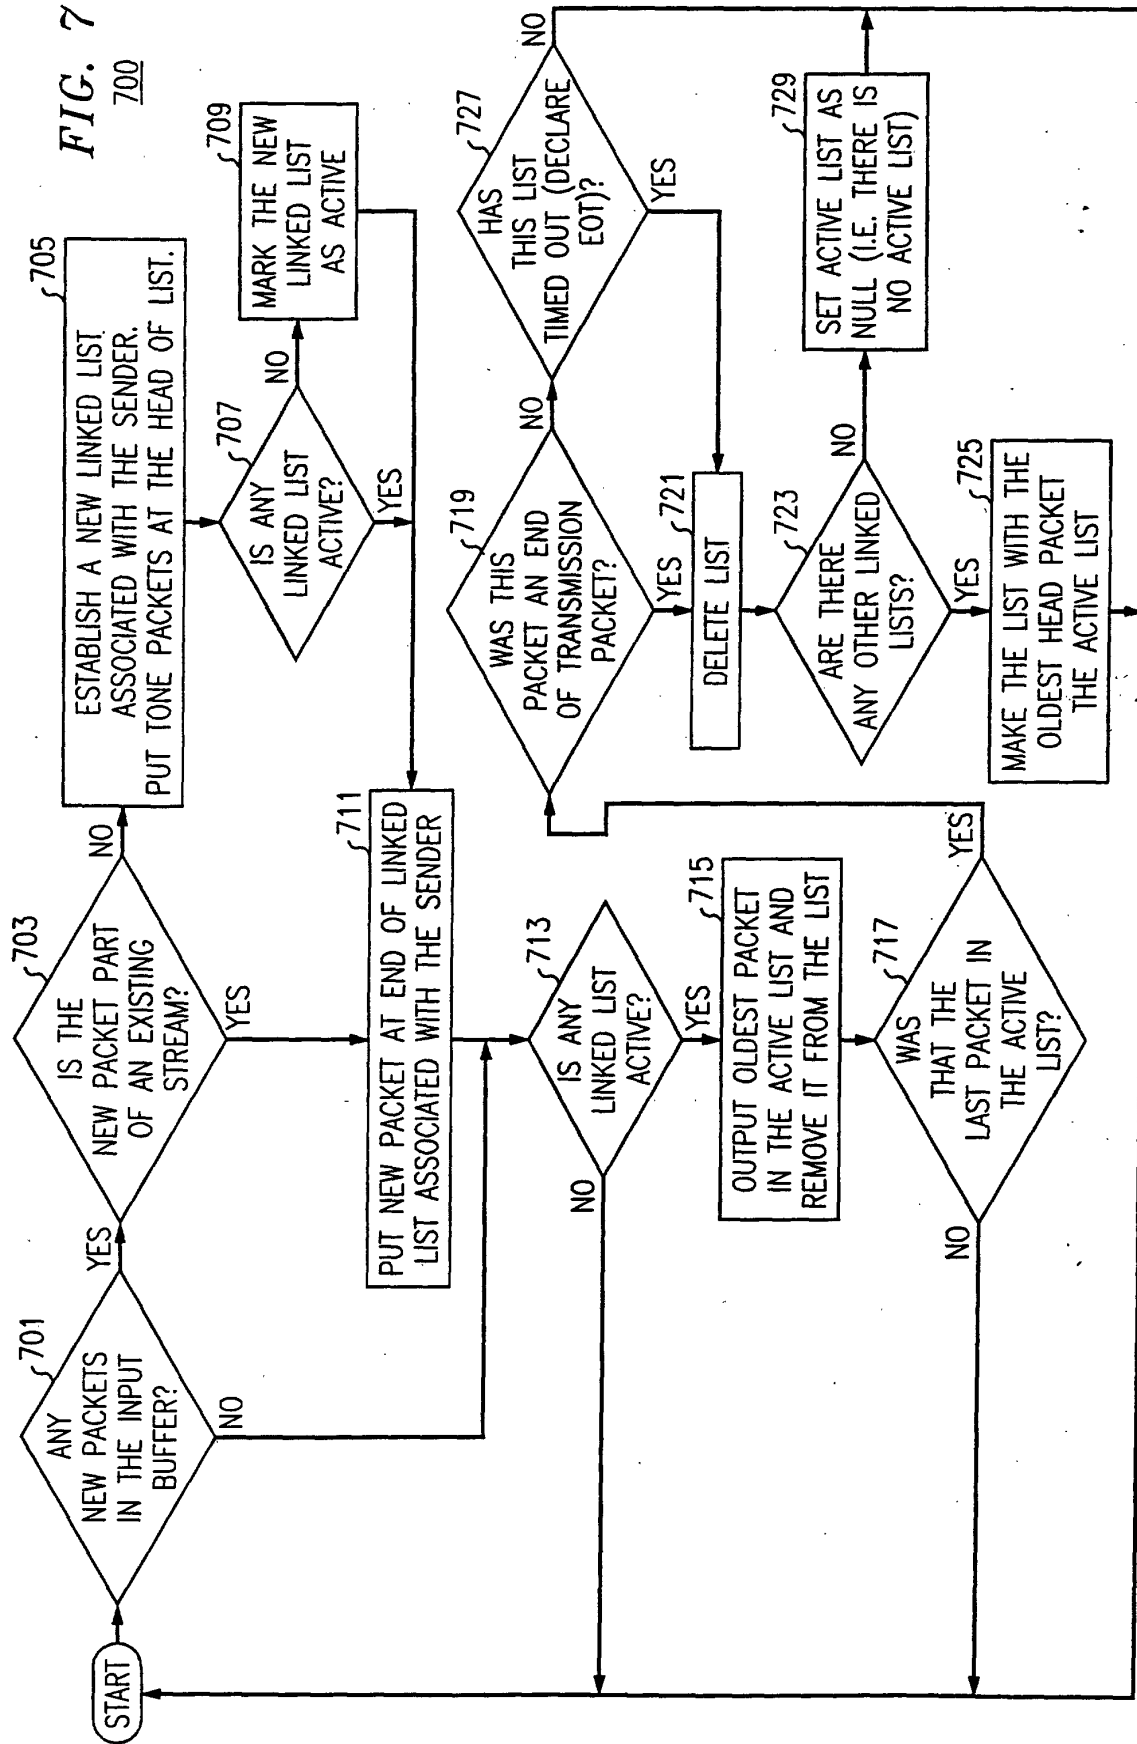 FIG. 7
700
START
701
ANY
NEW PACKETS
IN THE INPUT
BUFFER?
YES
NO
703
IS THE
NEW PACKET PART
OF AN EXISTING
STREAM?
NO
YES
705
ESTABLISH A NEW LINKED LIST
ASSOCIATED WITH THE SENDER.
PUT TONE PACKETS AT THE HEAD OF LIST.
707
IS ANY
LINKED LIST
ACTIVE?
NO
YES
709
MARK THE NEW
LINKED LIST
AS ACTIVE
711
PUT NEW PACKET AT END OF LINKED
LIST ASSOCIATED WITH THE SENDER
713
IS ANY
LINKED LIST
ACTIVE?
NO
YES
715
OUTPUT OLDEST PACKET
IN THE ACTIVE LIST AND
REMOVE IT FROM THE LIST
717
WAS
THAT THE
LAST PACKET IN
THE ACTIVE
LIST?
NO
YES
719
WAS THIS
PACKET AN END
OF TRANSMISSION
PACKET?
NO
YES
721
DELETE LIST
723
ARE THERE
ANY OTHER LINKED
LISTS?
NO
YES
725
MAKE THE LIST WITH THE
OLDEST HEAD PACKET
THE ACTIVE LIST
727
HAS
THIS LIST
TIMED OUT (DECLARE
EOT)?
NO
YES
729
SET ACTIVE LIST AS
NULL (I.E. THERE IS
NO ACTIVE LIST)